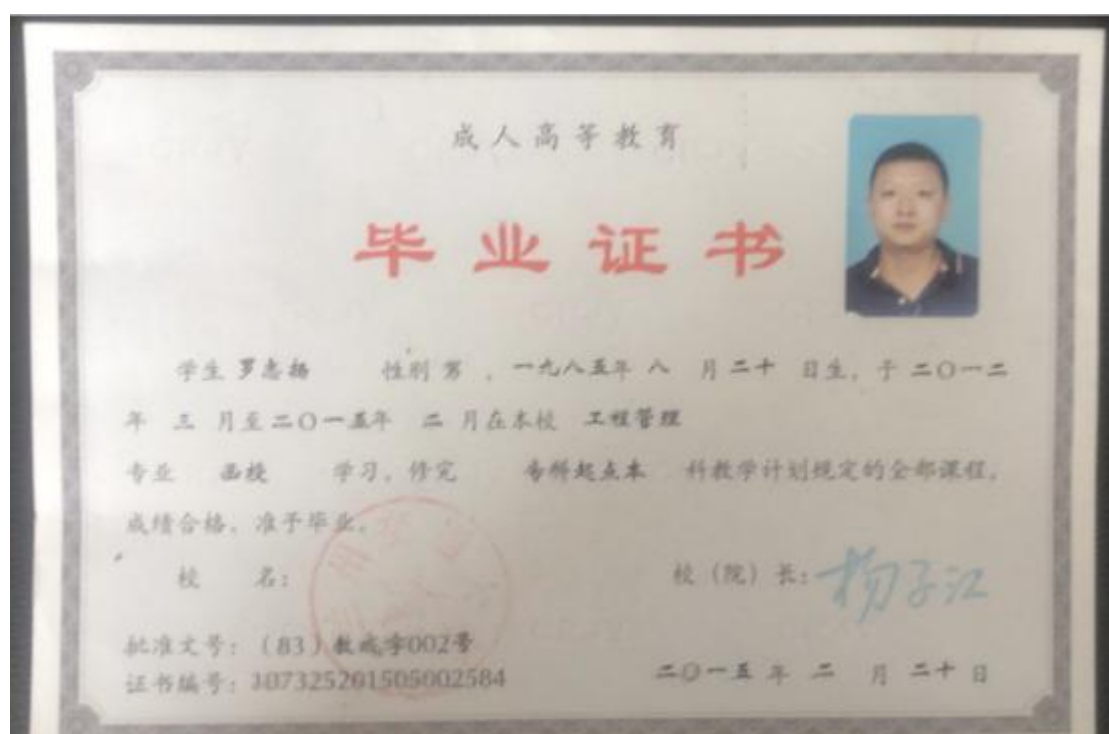 成人高等教育
毕业证书
学生 罗志扬 性别 男 ,一九八五年 八 月 二十 日生,于 二〇一二
年 三 月至 二〇一五年 二 月在本校 工程管理
专业 函授 学习,修完 专科起点本 科教学计划规定的全部课程,
成绩合格,准予毕业。
校 名: 校(院)长:杨子江
批准文号:(83)教成字002号
证书编号:107325201505002584 二〇一五 年 二 月 二十 日